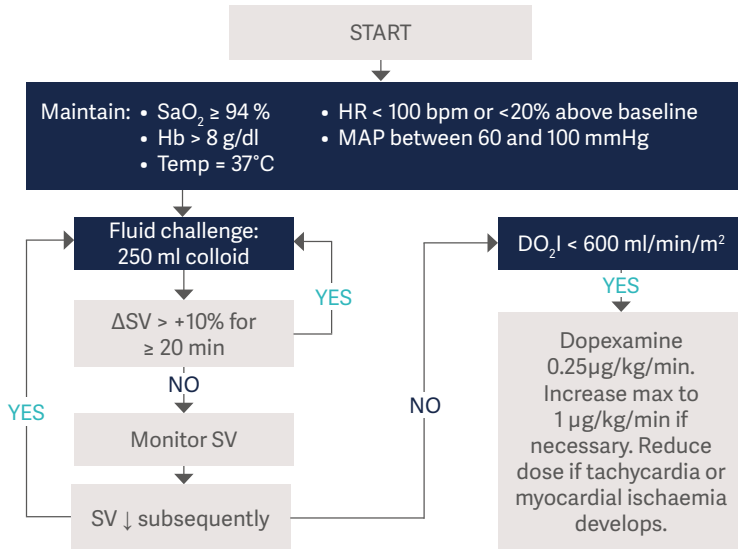 START
Maintain: • SaO₂ ≥ 94 %
• Hb > 8 g/dl
• Temp = 37°C
• HR < 100 bpm or <20% above baseline
• MAP between 60 and 100 mmHg
Fluid challenge:
250 ml colloid
YES
ΔSV > +10% for
≥ 20 min
NO
Monitor SV
YES
SV ↓ subsequently
NO
DO₂I < 600 ml/min/m²
YES
Dopexamine
0.25µg/kg/min.
Increase max to
1 µg/kg/min if
necessary. Reduce
dose if tachycardia or
myocardial ischaemia
develops.